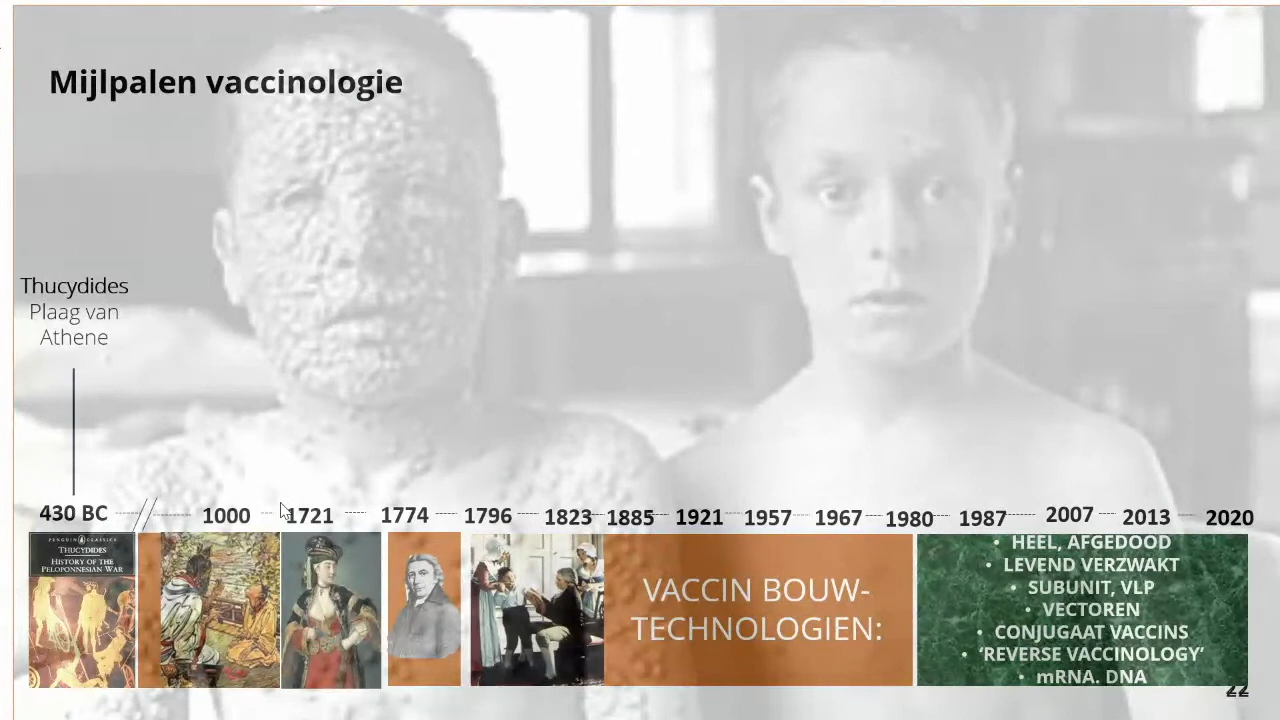 Mijlpalen vaccinologie
Thucydides
Plaag van
Athene
430 BC 1000 1721 1774 1796 1823 1885 1921 1957 1967 1980 1987 2007 2013 2020
PENGUIN CLASSICS
THUCYDIDES
HISTORY OF THE
PELOPONNESIAN WAR
VACCIN BOUW-
TECHNOLOGIEN:
• HEEL, AFGEDOOD
• LEVEND VERZWAKT
• SUBUNIT, VLP
• VECTOREN
• CONJUGAAT VACCINS
• ‘REVERSE VACCINOLOGY’
• mRNA. DNA
22